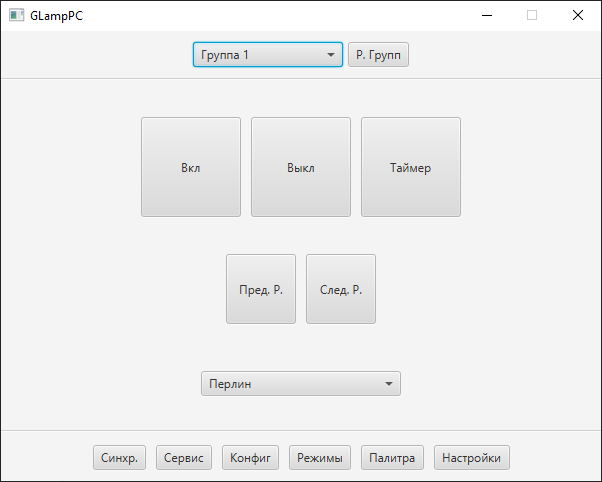 GLampPC
Группа 1 Р. Групп
Вкл Выкл Таймер
Пред. Р. След. Р.
Перлин
Синхр. Сервис Конфиг Режимы Палитра Настройки